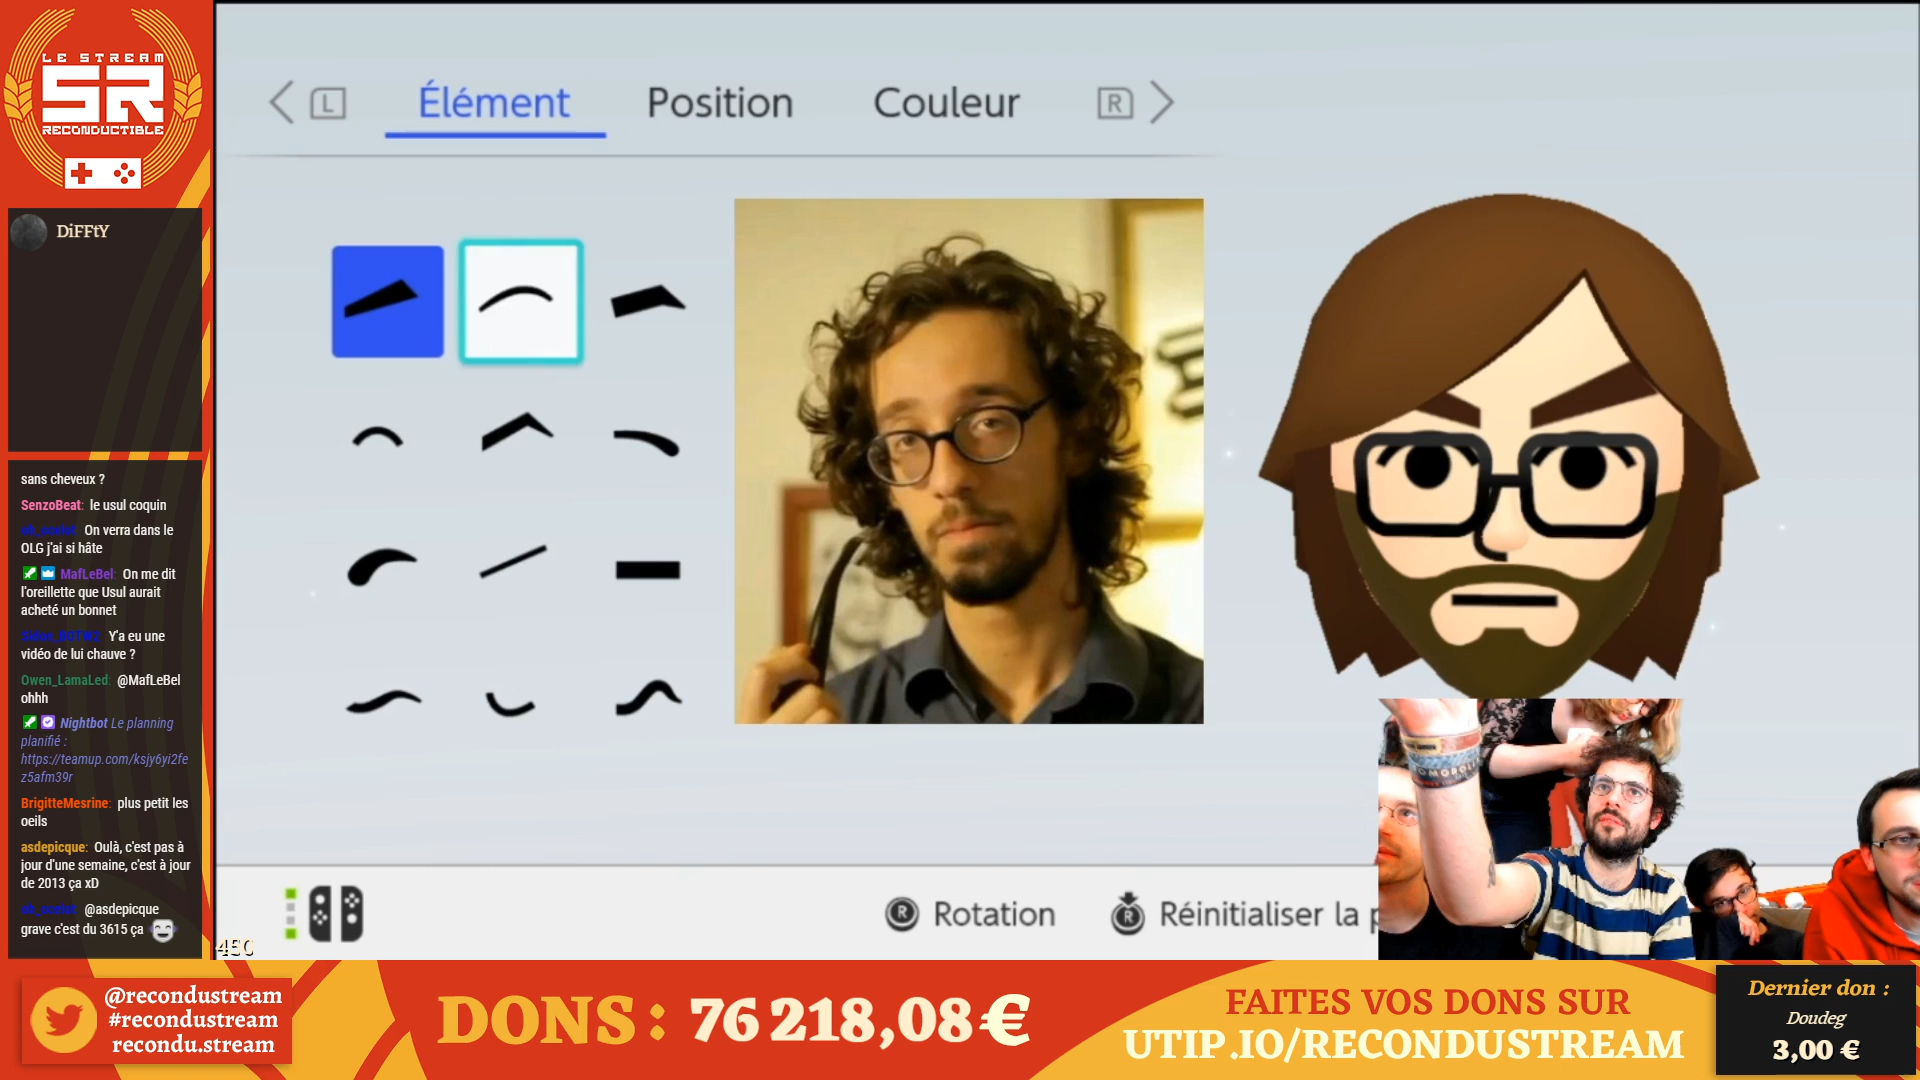 LE STREAM
SR
RECONDUCTIBLE
DiFFtY
sans cheveux ?
SenzoBeat: le usul coquin
On verra dans le
OLG j'ai si hâte
MafLeBel: On me dit
l'oreillette que Usul aurait
acheté un bonnet
Y'a eu une
vidéo de lui chauve ?
Owen_LamaLed: @MafLeBel
ohhh
Nightbot Le planning
planifié :
https://teamup.com/ksjy6yi2fe
z5afm39r
BrigitteMesrine: plus petit les
oeils
asdepicque: Oulà, c'est pas à
jour d'une semaine, c'est à jour
de 2013 ça xD
@asdepicque
grave c'est du 3615 ça
L
Élément
Position
Couleur
R
R Rotation
R Réinitialiser la p
450
@recondustream
#recondustream
recondu.stream
DONS : 76 218,08 €
FAITES VOS DONS SUR
UTIP.IO/RECONDUSTREAM
Dernier don :
Doudeg
3,00 €